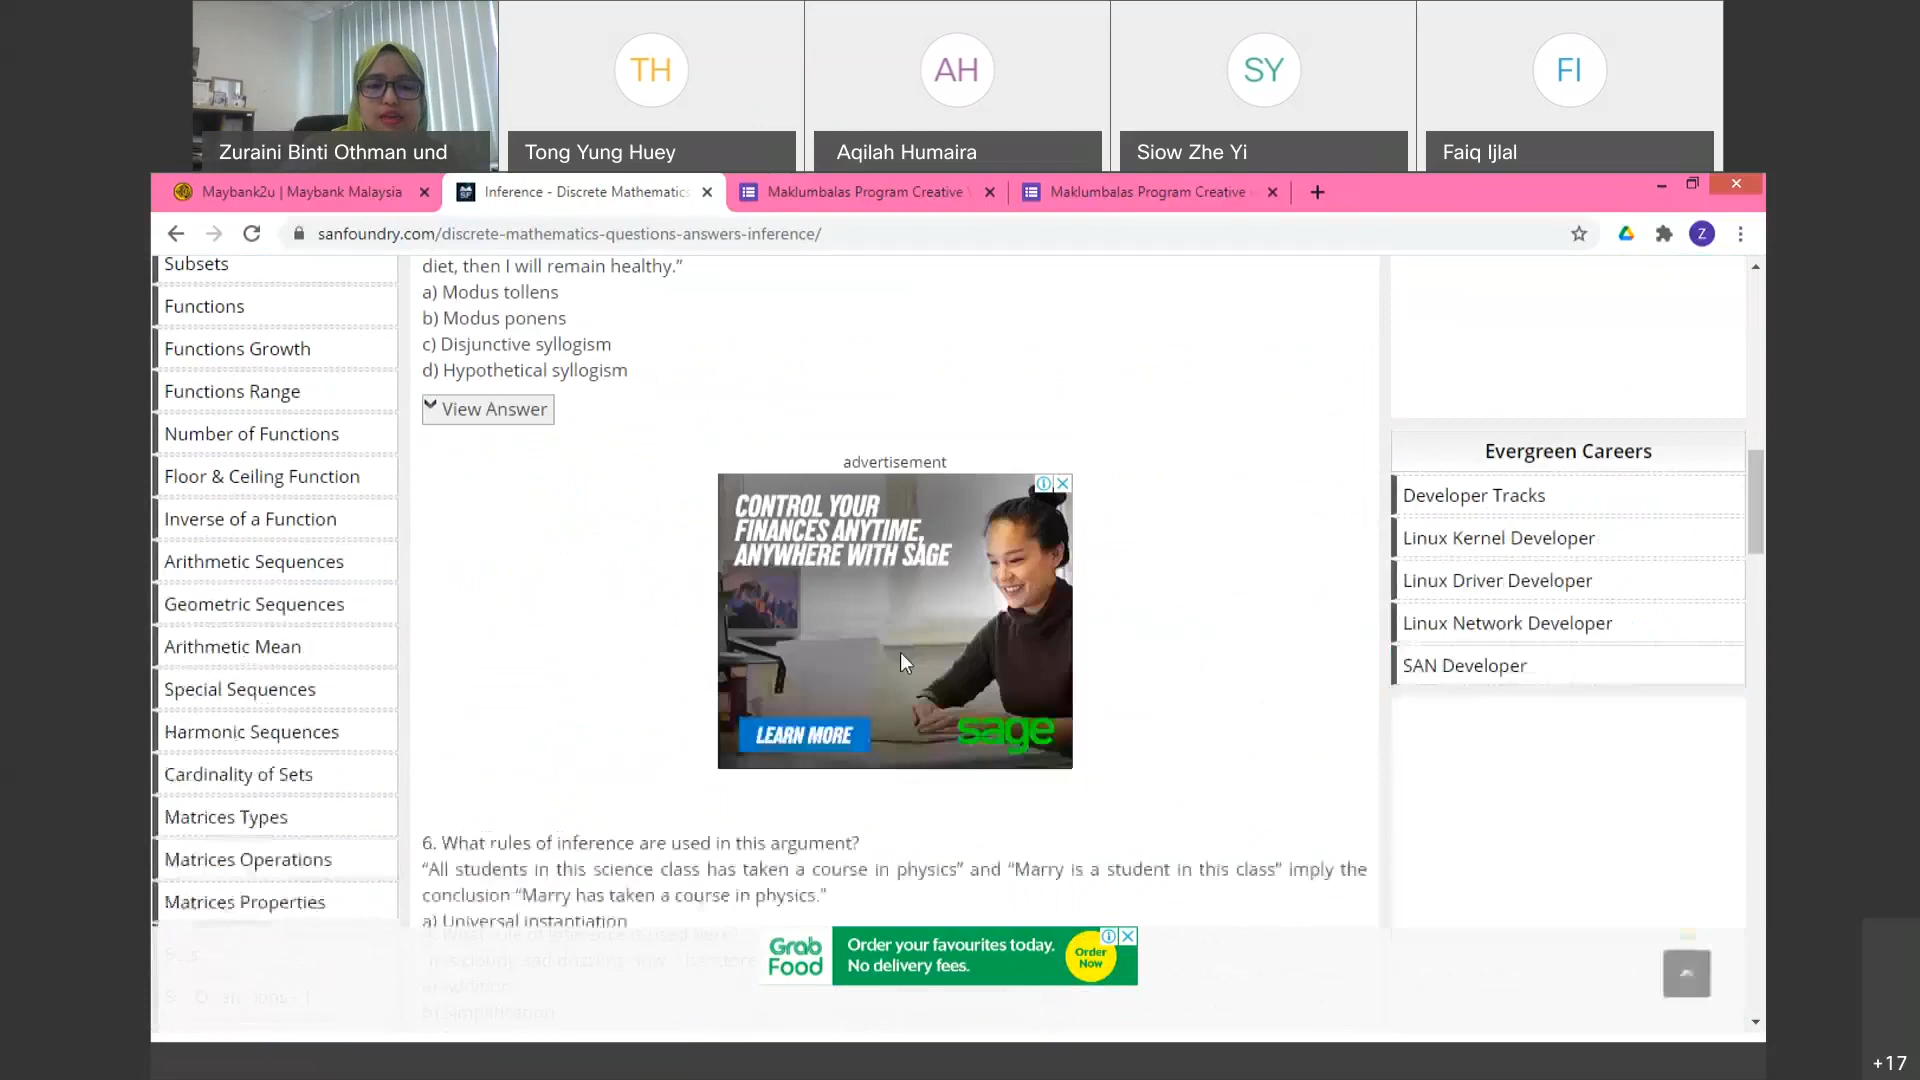 TH
AH
SY
FI
Zuraini Binti Othman und
Tong Yung Huey
Aqilah Humaira
Siow Zhe Yi
Faiq Ijlal
Maybank2u | Maybank Malaysia
Inference - Discrete Mathematics
Maklumbalas Program Creative
Maklumbalas Program Creative
sanfoundry.com/discrete-mathematics-questions-answers-inference/
Z
Subsets
Functions
Functions Growth
Functions Range
Number of Functions
Floor & Ceiling Function
Inverse of a Function
Arithmetic Sequences
Geometric Sequences
Arithmetic Mean
Special Sequences
Harmonic Sequences
Cardinality of Sets
Matrices Types
Matrices Operations
Matrices Properties
diet, then I will remain healthy.”
a) Modus tollens
b) Modus ponens
c) Disjunctive syllogism
d) Hypothetical syllogism
View Answer
advertisement
CONTROL YOUR
FINANCES ANYTIME,
ANYWHERE WITH SAGE
LEARN MORE
sage
6. What rules of inference are used in this argument?
“All students in this science class has taken a course in physics” and “Marry is a student in this class” imply the
conclusion “Marry has taken a course in physics.”
a) Universal instantiation
Grab
Food
Order your favourites today.
No delivery fees.
Order
Now
Evergreen Careers
Developer Tracks
Linux Kernel Developer
Linux Driver Developer
Linux Network Developer
SAN Developer
+17